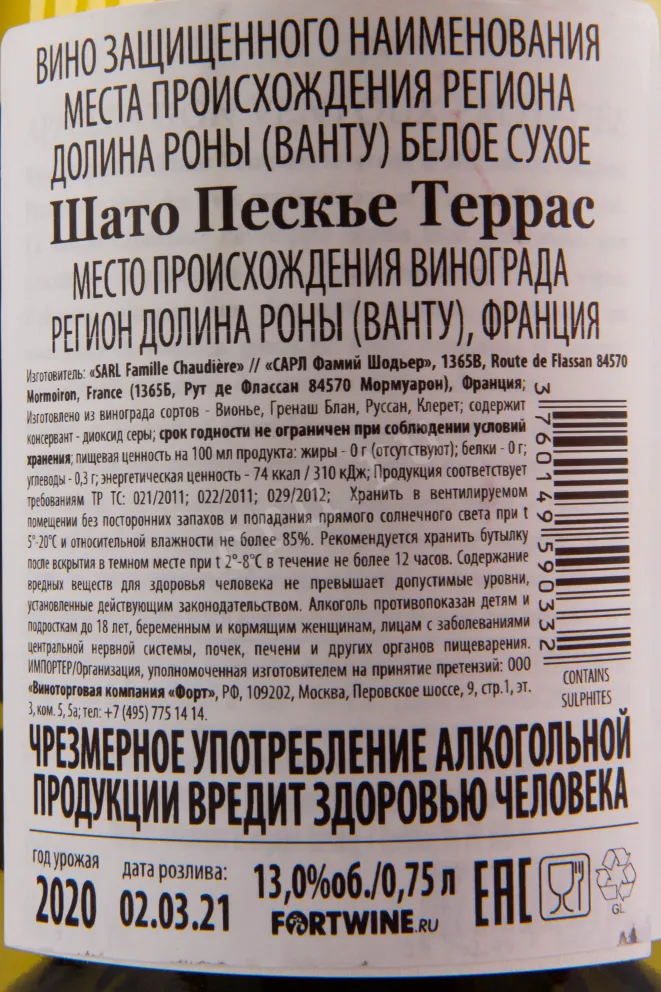 ВИНО ЗАЩИЩЕННОГО НАИМЕНОВАНИЯ
МЕСТА ПРОИСХОЖДЕНИЯ РЕГИОНА
ДОЛИНА РОНЫ (ВАНТУ) БЕЛОЕ СУХОЕ
Шато Пескье Террас
МЕСТО ПРОИСХОЖДЕНИЯ ВИНОГРАДА
РЕГИОН ДОЛИНА РОНЫ (ВАНТУ), ФРАНЦИЯ
Изготовитель: «SARL Famille Chaudière» // «САРЛ Фамий Шодьер», 1365B, Route de Flassan 84570
Mormoiron, France (1365Б, Рут де Флассан 84570 Мормуарон), Франция;
Изготовлено из винограда сортов - Вионье, Гренаш Блан, Руссан, Клерет; содержит
консервант - диоксид серы; срок годности не ограничен при соблюдении условий
хранения; пищевая ценность на 100 мл продукта: жиры - 0 г (отсутствуют); белки - 0 г;
углеводы - 0,3 г; энергетическая ценность - 74 ккал / 310 кДж; Продукция соответствует
требованиям ТР ТС: 021/2011; 022/2011; 029/2012; Хранить в вентилируемом
помещении без посторонних запахов и попадания прямого солнечного света при t
5°-20°С и относительной влажности не более 85%. Рекомендуется хранить бутылку
после вскрытия в темном месте при t 2°-8°С в течение не более 12 часов. Содержание
вредных веществ для здоровья человека не превышает допустимые уровни,
установленные действующим законодательством. Алкоголь противопоказан детям и
подросткам до 18 лет, беременным и кормящим женщинам, лицам с заболеваниями
центральной нервной системы, почек, печени и других органов пищеварения.
ИМПОРТЕР/Организация, уполномоченная изготовителем на принятие претензий: ООО
«Виноторговая компания «Форт», РФ, 109202, Москва, Перовское шоссе, 9, стр.1, эт.
3, ком. 5, 5а; тел: +7 (495) 775 14 14.
3 760149 590332
CONTAINS
SULPHITES
ЧРЕЗМЕРНОЕ УПОТРЕБЛЕНИЕ АЛКОГОЛЬНОЙ
ПРОДУКЦИИ ВРЕДИТ ЗДОРОВЬЮ ЧЕЛОВЕКА
год урожая
2020
дата розлива:
02.03.21
13,0%об./0,75 л
FORTWINE.RU
EAC
GL